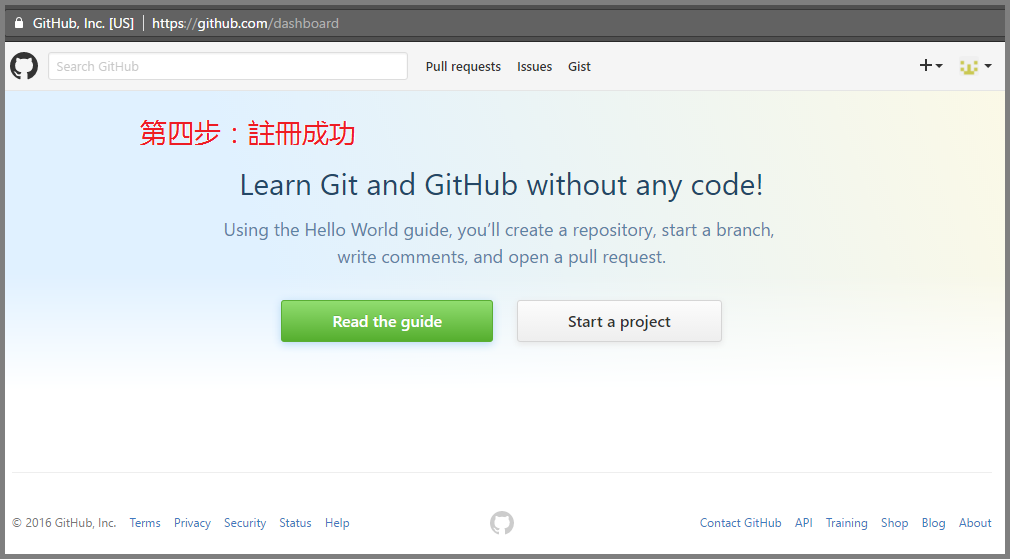 GitHub, Inc. [US] https://github.com/dashboard
Search GitHub Pull requests Issues Gist
第四步：註冊成功
Learn Git and GitHub without any code!
Using the Hello World guide, you’ll create a repository, start a branch,
write comments, and open a pull request.
Read the guide Start a project
© 2016 GitHub, Inc. Terms Privacy Security Status Help Contact GitHub API Training Shop Blog About